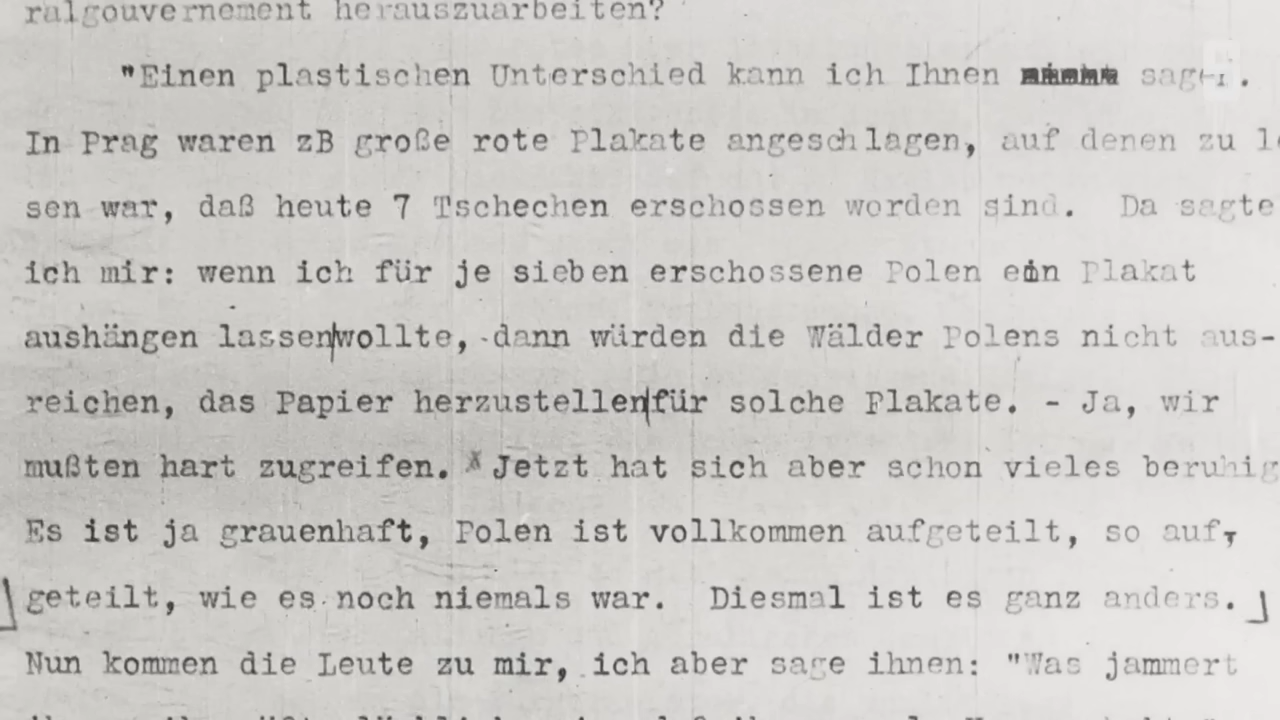 ralgouvernement herauszuarbeiten?
"Einen plastischen Unterschied kann ich Ihnen sagen.
In Prag waren zB große rote Plakate angeschlagen, auf denen zu le
sen war, daß heute 7 Tschechen erschossen worden sind. Da sagte
ich mir: wenn ich für je sieben erschossene Polen ein Plakat
aushängen lassen wollte, dann würden die Wälder Polens nicht aus-
reichen, das Papier herzustellen für solche Plakate. - Ja, wir
mußten hart zugreifen. Jetzt hat sich aber schon vieles beruhig
Es ist ja grauenhaft, Polen ist vollkommen aufgeteilt, so auf-
geteilt, wie es noch niemals war. Diesmal ist es ganz anders.
Nun kommen die Leute zu mir, ich aber sage ihnen: "Was jammert